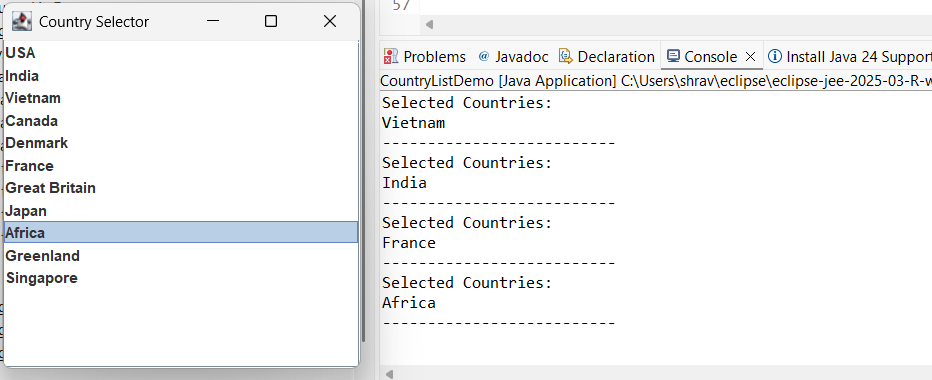 Country Selector
USA
India
Vietnam
Canada
Denmark
France
Great Britain
Japan
Africa
Greenland
Singapore
57
Problems @ Javadoc Declaration Console Install Java 24 Support
CountryListDemo [Java Application] C:\Users\shrav\eclipse\eclipse-jee-2025-03-R-w
Selected Countries:
Vietnam
--------------------------
Selected Countries:
India
--------------------------
Selected Countries:
France
--------------------------
Selected Countries:
Africa
--------------------------